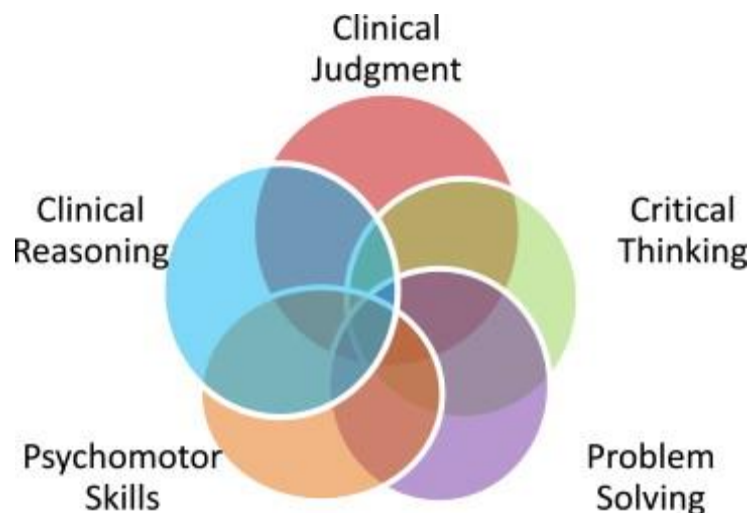 Clinical
Judgment
Clinical
Reasoning
Critical
Thinking
Psychomotor
Skills
Problem
Solving